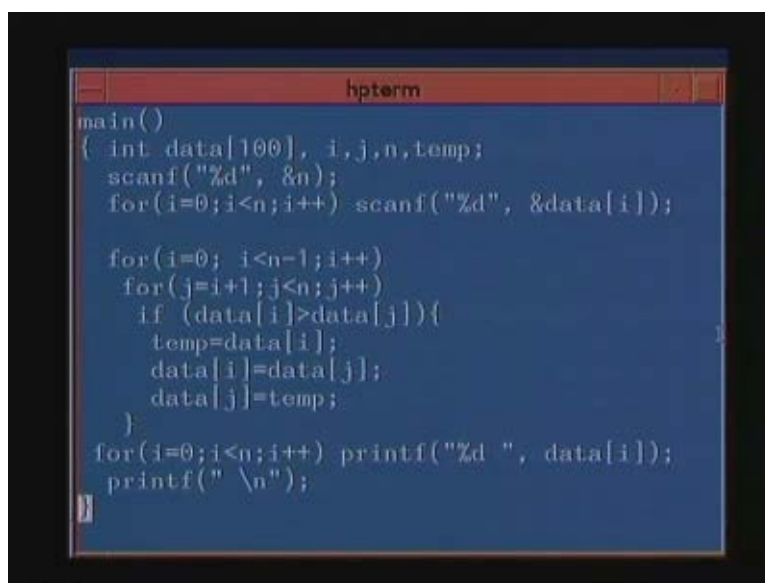 hpterm
main()
{ int data[100], i,j,n,temp;
scanf("%d", &n);
for(i=0;i<n;i++) scanf("%d", &data[i]);
for(i=0; i<n-1;i++)
for(j=i+1;j<n;j++)
if (data[i]>data[j]){
temp=data[i];
data[i]=data[j];
data[j]=temp;
}
for(i=0;i<n;i++) printf("%d ", data[i]);
printf(" \n");
}